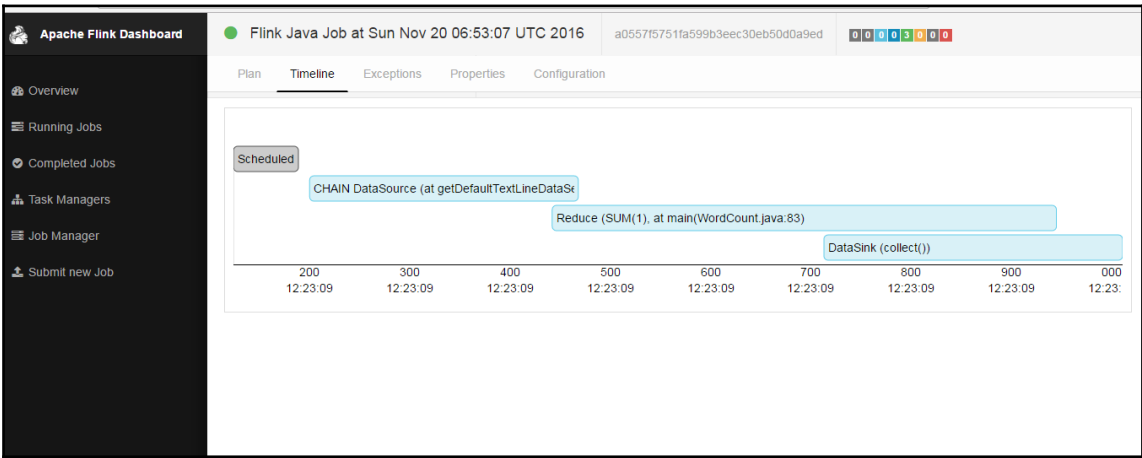 Apache Flink Dashboard
Flink Java Job at Sun Nov 20 06:53:07 UTC 2016 a0557f5751fa599b3eec30eb50d0a9ed 0 0 0 0 3 0 0 0
Plan Timeline Exceptions Properties Configuration
Overview
Running Jobs
Completed Jobs
Task Managers
Job Manager
Submit new Job
Scheduled
CHAIN DataSource (at getDefaultTextLineDataSe
Reduce (SUM(1), at main(WordCount.java:83)
DataSink (collect())
200 300 400 500 600 700 800 900 000
12:23:09 12:23:09 12:23:09 12:23:09 12:23:09 12:23:09 12:23:09 12:23:09 12:23: